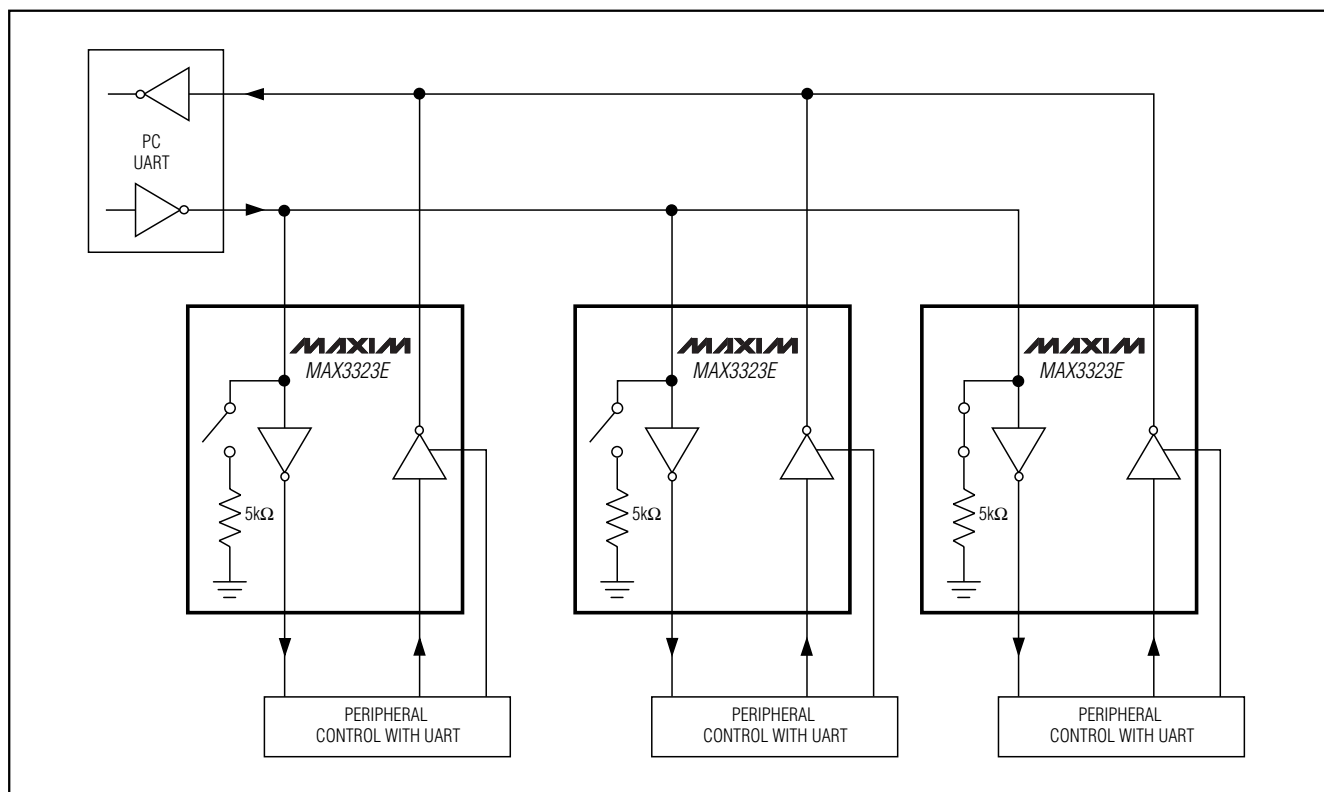 PC
UART
MAXIM
MAX3323E
5kΩ
PERIPHERAL
CONTROL WITH UART
MAXIM
MAX3323E
5kΩ
PERIPHERAL
CONTROL WITH UART
MAXIM
MAX3323E
5kΩ
PERIPHERAL
CONTROL WITH UART